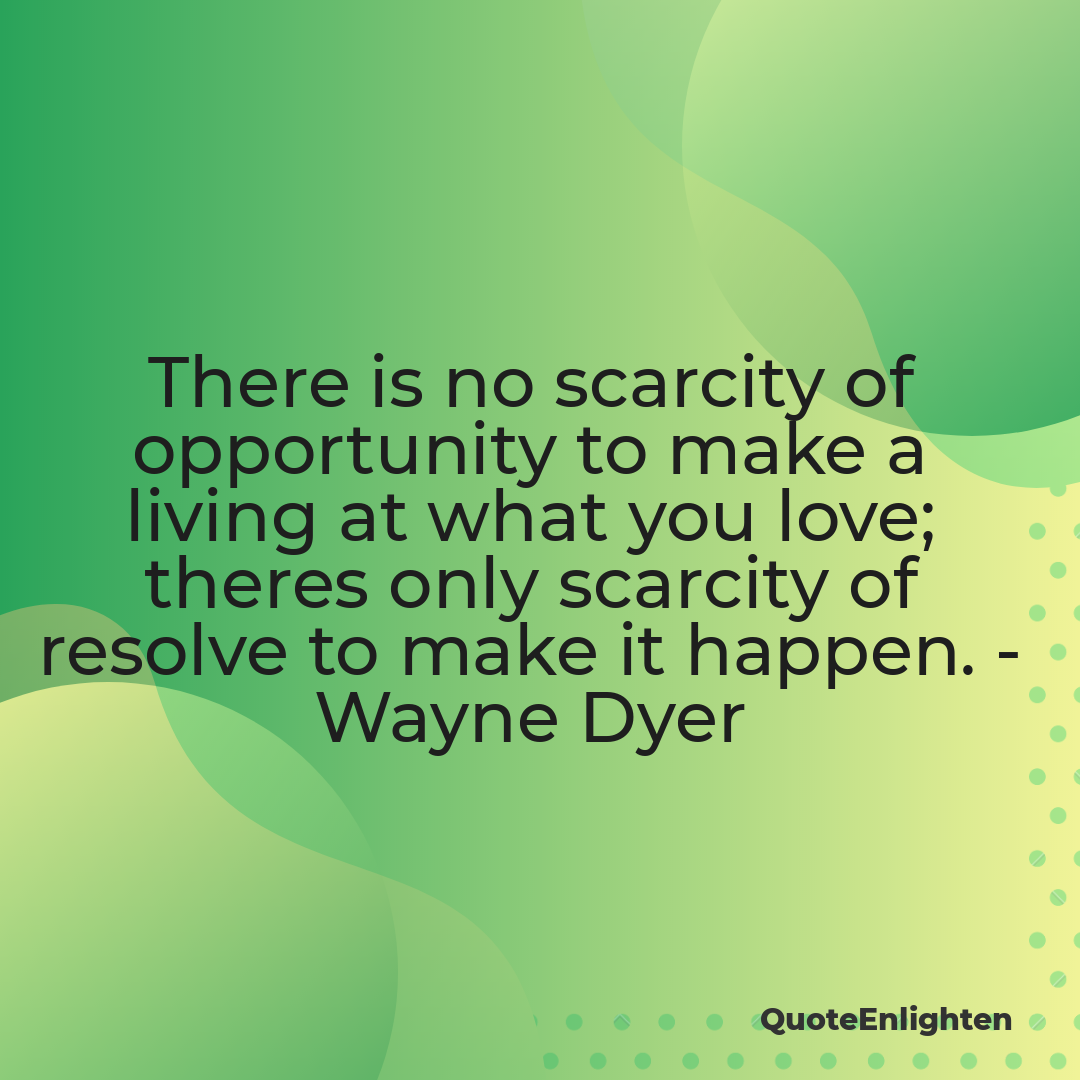 There is no scarcity of
opportunity to make a
living at what you love;
theres only scarcity of
resolve to make it happen. -
Wayne Dyer
QuoteEnlighten